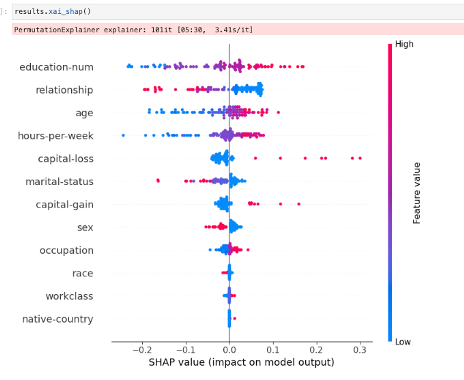 ]: results.xai_shap()
PermutationExplainer explainer: 101it [05:30, 3.41s/it]
High
education-num
relationship
age
hours-per-week
capital-loss
marital-status
capital-gain
sex
occupation
race
workclass
native-country
Feature value
Low
−0.2 −0.1 0.0 0.1 0.2 0.3
SHAP value (impact on model output)